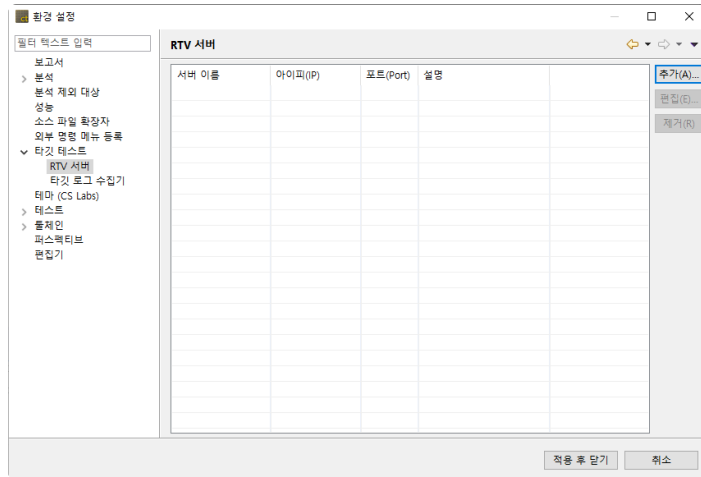 ct 환경 설정
필터 텍스트 입력
보고서
분석
분석 제외 대상
성능
소스 파일 확장자
외부 명령 메뉴 등록
타깃 테스트
RTV 서버
타깃 로그 수집기
테마 (CS Labs)
테스트
툴체인
퍼스펙티브
편집기
RTV 서버
서버 이름 아이피(IP) 포트(Port) 설명
추가(A)...
편집(E)...
제거(R)
적용 후 닫기 취소